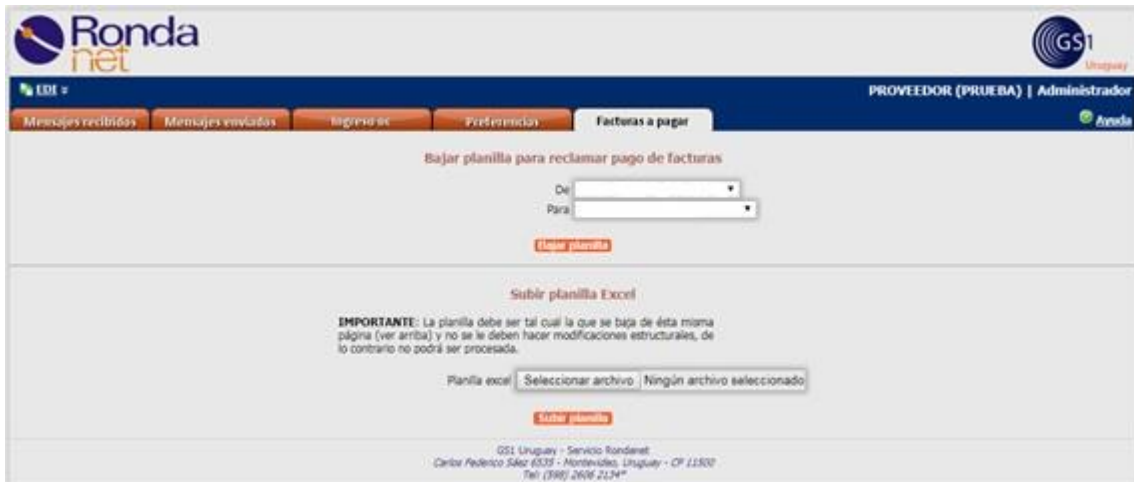 Ronda
net
GS1
Uruguay
EDI
PROVEEDOR (PRUEBA) | Administrador
Mensajes recibidos Mensajes enviados Ingreso oc Preferencias Facturas a pagar Ayuda
Bajar planilla para reclamar pago de facturas
De
Para
Bajar planilla
Subir planilla Excel
IMPORTANTE: La planilla debe ser tal cual la que se baja de ésta misma
página (ver arriba) y no se le deben hacer modificaciones estructurales, de
lo contrario no podrá ser procesada.
Planilla excel Seleccionar archivo Ningún archivo seleccionado
Subir planilla
GS1 Uruguay - Servicio Rondanet
Carlos Federico Sáez 6535 - Montevideo, Uruguay - CP 11500
Tel: (598) 2606 2134*